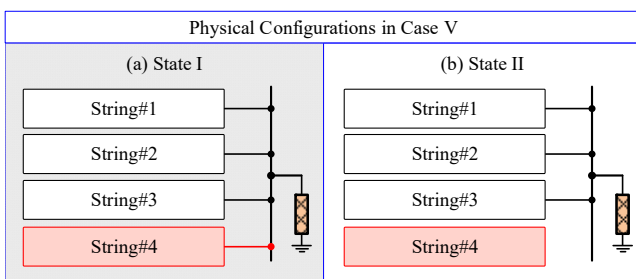 Physical Configurations in Case V
(a) State I
(b) State II
String#1
String#1
String#2
String#2
String#3
String#3
String#4
String#4